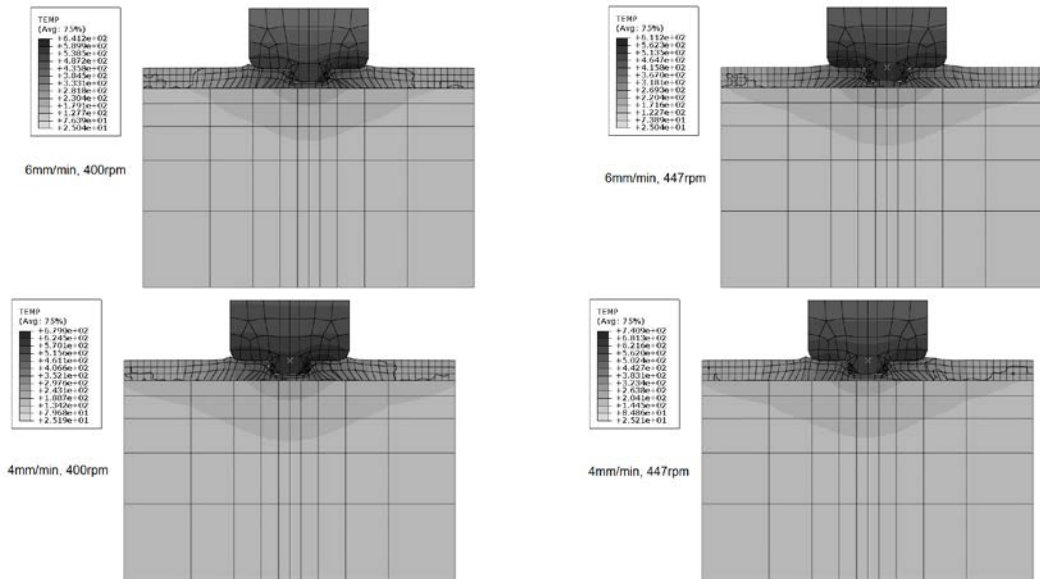 TEMP
(Avg: 75%)
+6.412e+02
+5.899e+02
+5.385e+02
+4.872e+02
+4.358e+02
+3.845e+02
+3.331e+02
+2.818e+02
+2.304e+02
+1.791e+02
+1.277e+02
+7.639e+01
+2.504e+01
6mm/min, 400rpm
TEMP
(Avg: 75%)
+6.112e+02
+5.623e+02
+5.135e+02
+4.647e+02
+4.158e+02
+3.670e+02
+3.181e+02
+2.693e+02
+2.204e+02
+1.716e+02
+1.227e+02
+7.389e+01
+2.504e+01
6mm/min, 447rpm
TEMP
(Avg: 75%)
+6.790e+02
+6.245e+02
+5.701e+02
+5.156e+02
+4.611e+02
+4.066e+02
+3.521e+02
+2.976e+02
+2.431e+02
+1.887e+02
+1.342e+02
+7.968e+01
+2.519e+01
4mm/min, 400rpm
TEMP
(Avg: 75%)
+7.409e+02
+6.813e+02
+6.216e+02
+5.620e+02
+5.024e+02
+4.427e+02
+3.831e+02
+3.234e+02
+2.638e+02
+2.041e+02
+1.445e+02
+8.486e+01
+2.521e+01
4mm/min, 447rpm